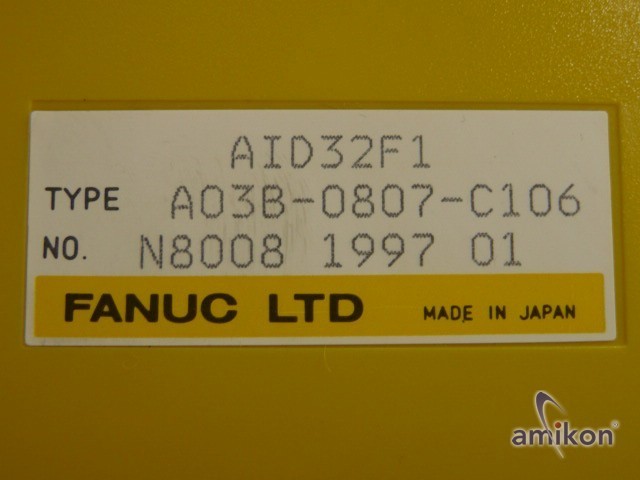 AID32F1
TYPE A03B-0807-C106
NO. N8008 1997 01
FANUC LTD MADE IN JAPAN
amikon®